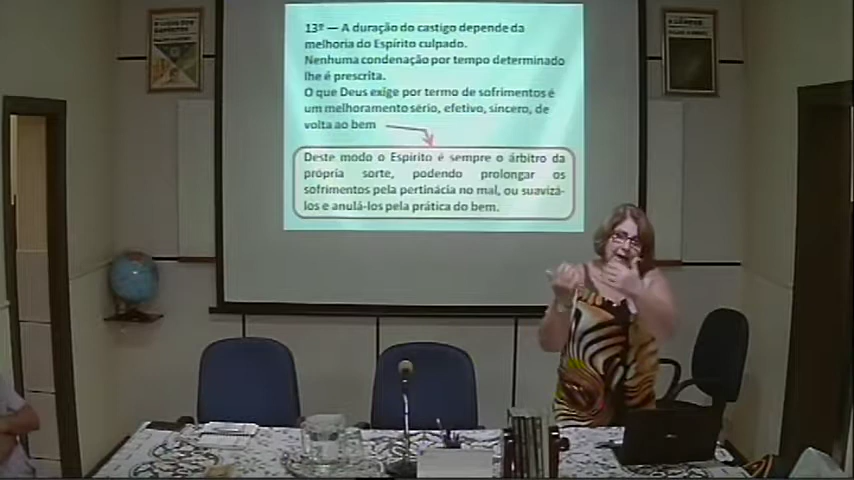 13º — A duração do castigo depende da
melhoria do Espírito culpado.
Nenhuma condenação por tempo determinado
lhe é prescrita.
O que Deus exige por termo de sofrimentos é
um melhoramento sério, efetivo, sincero, de
volta ao bem
Deste modo o Espírito é sempre o árbitro da
própria sorte, podendo prolongar os
sofrimentos pela pertinácia no mal, ou suavizá-
los e anulá-los pela prática do bem.